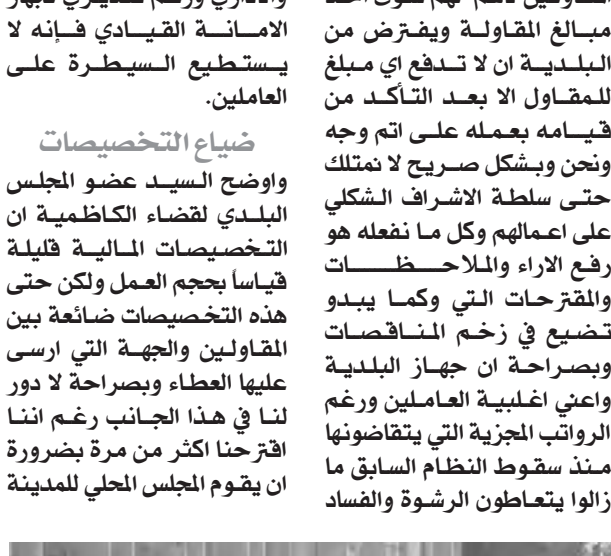 مبالغ المقاولة ويفترض من
البلدية ان لا تدفع اي مبلغ
للمقاول الا بعد التأكد من
قيامه بعمله على اتم وجه
ونحن وبشكل صريح لا نمتلك
حتى سلطة الاشراف الشكلي
على اعمالهم وكل ما نفعله هو
رفع الاراء والملاحظات
والمقترحات التي وكما يبدو
تضيع في زخم المناقصات
وبصراحة ان جهاز البلدية
واعني اغلبية العاملين ورغم
الرواتب المجزية التي يتقاضونها
منذ سقوط النظام السابق ما
زالوا يتعاطون الرشوة والفساد
الامانة القيادي فإنه لا
يستطيع السيطرة على
العاملين.
ضياع التخصيصات
واوضح السيد عضو المجلس
البلدي لقضاء الكاظمية ان
التخصيصات المالية قليلة
قياساً بحجم العمل ولكن حتى
هذه التخصيصات ضائعة بين
المقاولين والجهة التي ارسى
عليها العطاء وبصراحة لا دور
لنا في هذا الجانب رغم اننا
اقترحنا اكثر من مرة بضرورة
ان يقوم المجلس المحلي للمدينة